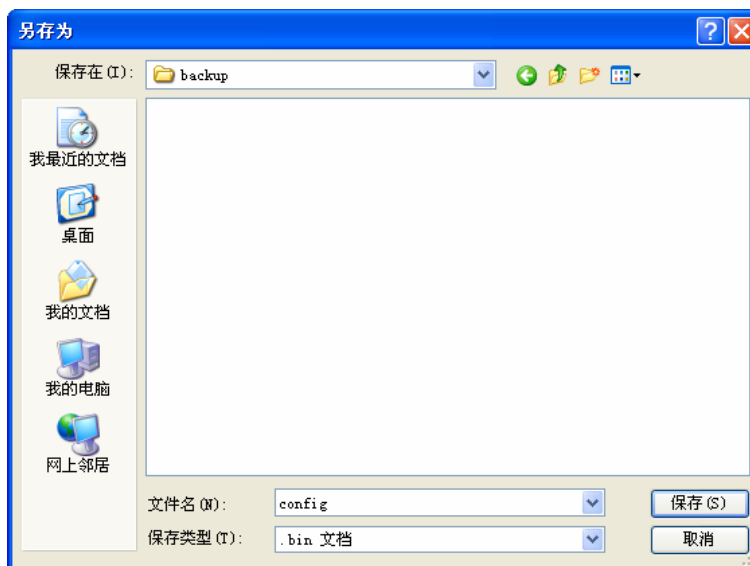 另存为
保存在(I):
backup
我最近的文档
桌面
我的文档
我的电脑
网上邻居
文件名(N):
config
保存(S)
保存类型(T):
.bin 文档
取消